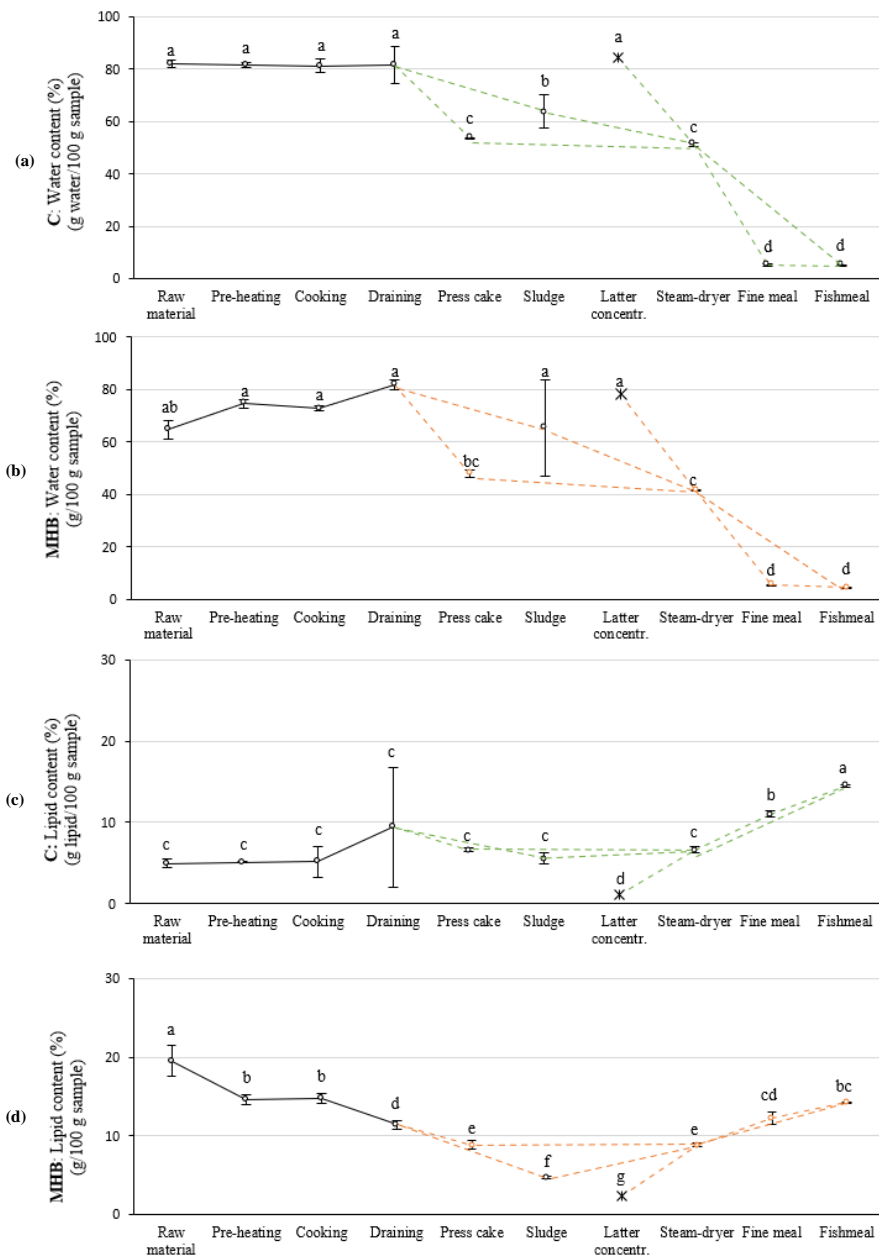 100
80
60
40
20
0
(a)
C: Water content (%)
(g water/100 g sample)
a a a a c b a c d d
Raw material Pre-heating Cooking Draining Press cake Sludge Latter concentr. Steam-dryer Fine meal Fishmeal
100
80
60
40
20
0
(b)
MHB: Water content (%)
(g/100 g sample)
ab a a a bc a a c d d
Raw material Pre-heating Cooking Draining Press cake Sludge Latter concentr. Steam-dryer Fine meal Fishmeal
30
20
10
0
(c)
C: Lipid content (%)
(g lipid/100 g sample)
c c c c c c d c b a
Raw material Pre-heating Cooking Draining Press cake Sludge Latter concentr. Steam-dryer Fine meal Fishmeal
30
20
10
0
(d)
MHB: Lipid content (%)
(g/100 g sample)
a b b d e f g e cd bc
Raw material Pre-heating Cooking Draining Press cake Sludge Latter concentr. Steam-dryer Fine meal Fishmeal